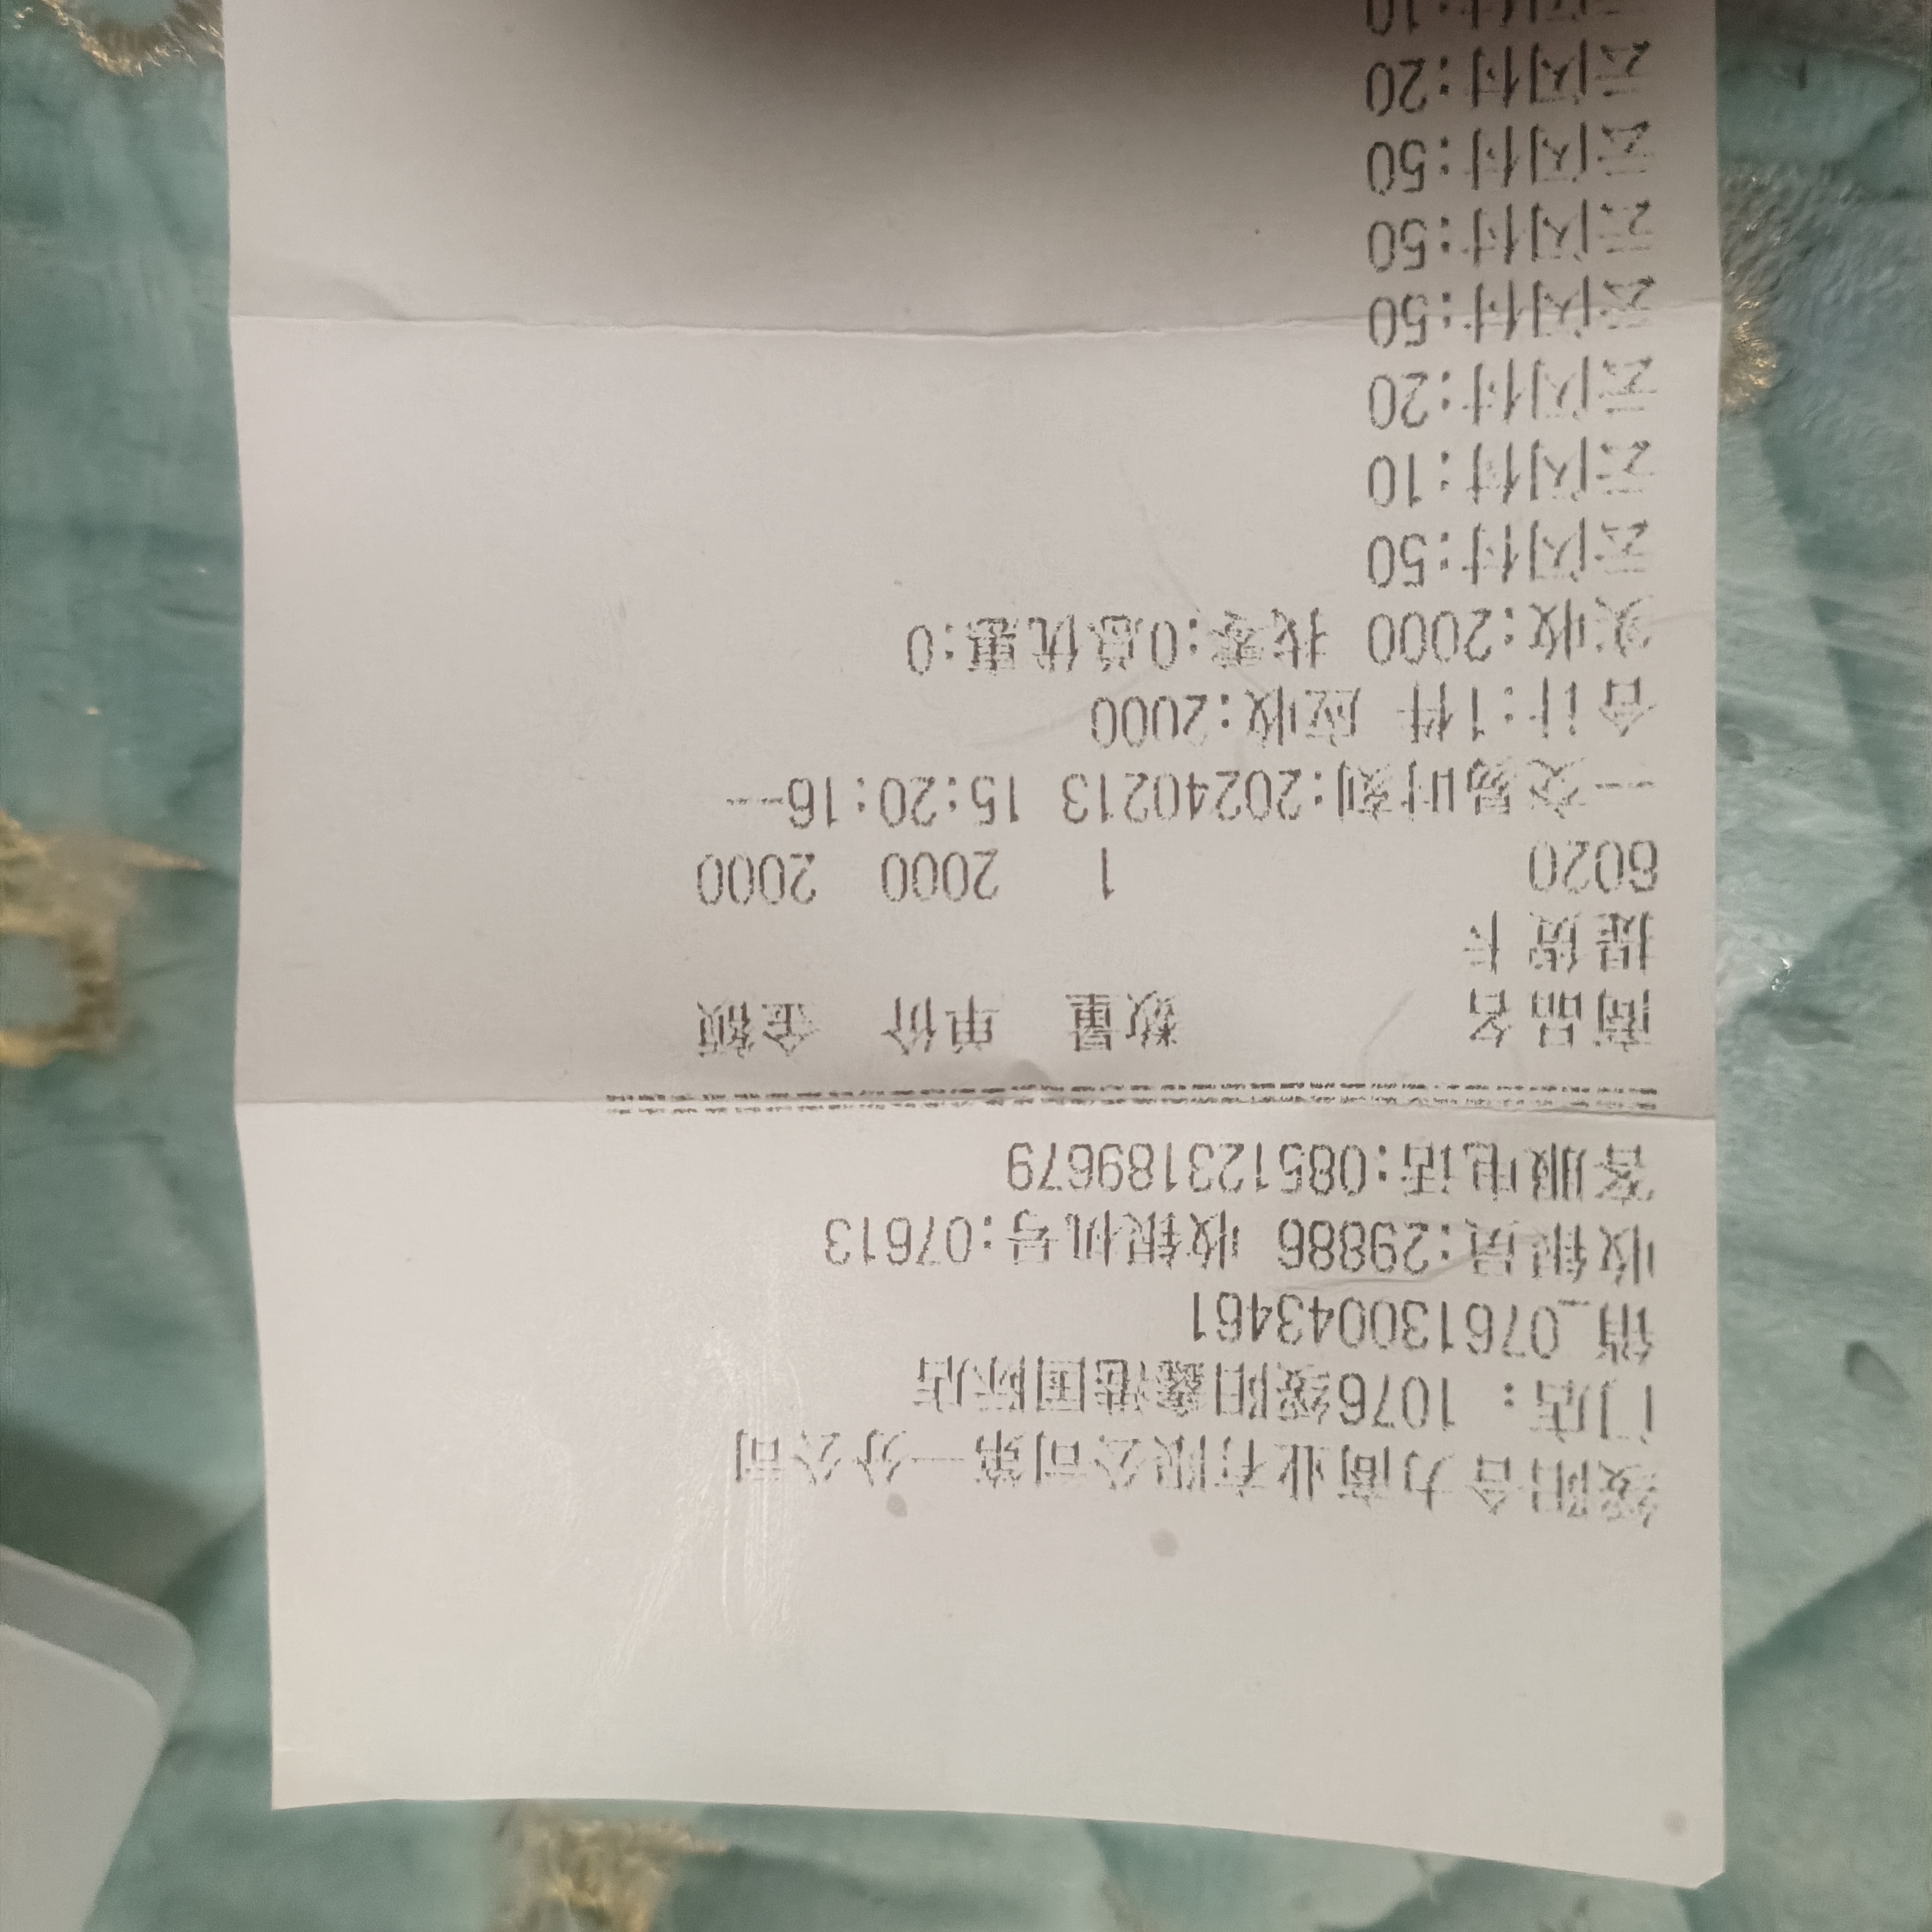 绥阳合力商业有限公司第一分公司
门店: 1076绥阳鑫港国际店
销_076130043461
收银员:29886 收银机号:07613
客服电话:085123189679
商品名 数量 单价 金额
提货卡
6020 1 2000 2000
--交易时刻:20240213 15:20:16--
合计:1件 应收:2000
实收:2000 找零:0总优惠:0
云闪付:50
云闪付:10
云闪付:20
云闪付:50
云闪付:50
云闪付:50
云闪付:20
云闪付:10